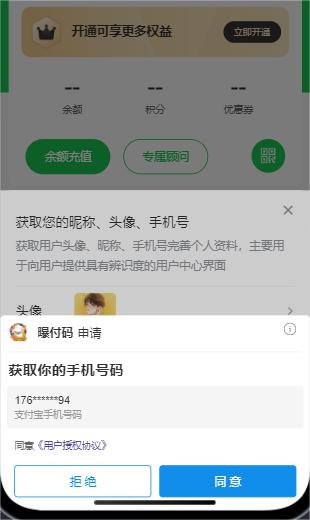 开通可享更多权益
立即开通
--
--
--
余额
积分
优惠券
余额充值
专属顾问
获取您的昵称、头像、手机号
获取用户头像、昵称、手机号完善个人资料，主要用
于向用户提供具有辨识度的用户中心界面
头像
曝付码 申请
获取你的手机号码
176******94
支付宝手机号码
同意《用户授权协议》
拒绝
同意